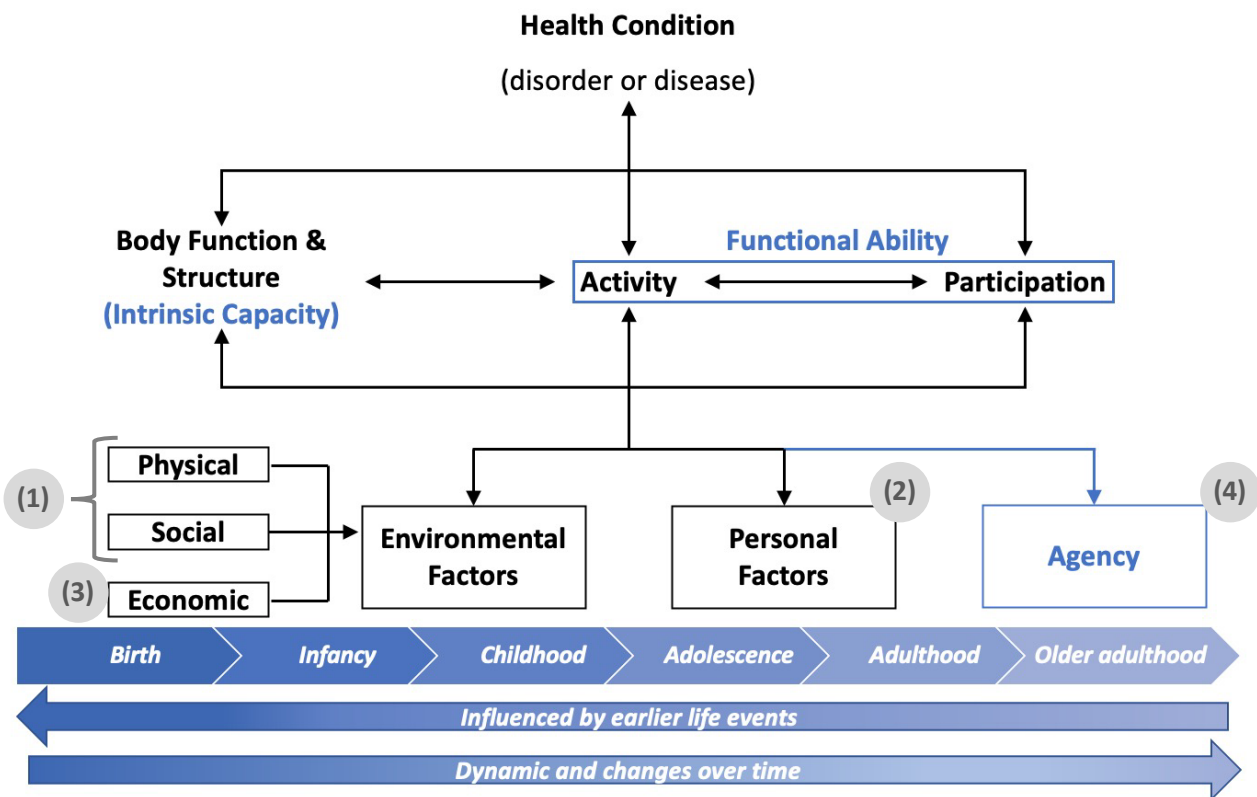 Health Condition
(disorder or disease)
Body Function &
Structure
(Intrinsic Capacity)
Functional Ability
Activity
Participation
(1)
Physical
Social
(3)
Economic
Environmental
Factors
(2)
Personal
Factors
(4)
Agency
Birth
Infancy
Childhood
Adolescence
Adulthood
Older adulthood
Influenced by earlier life events
Dynamic and changes over time